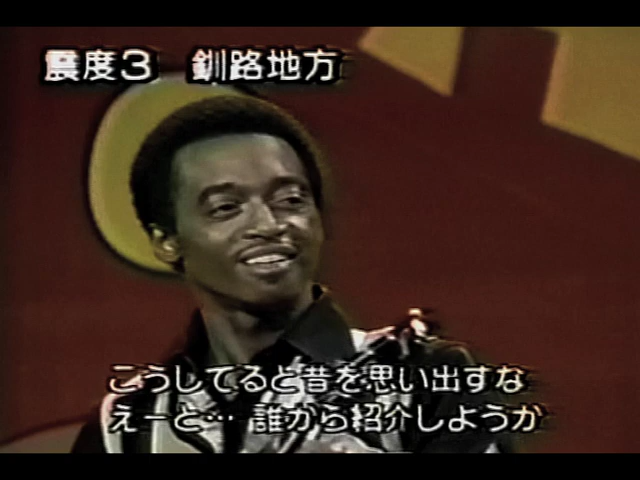 震度3 釧路地方
こうしてると昔を思い出すな
えーと… 誰から紹介しようか